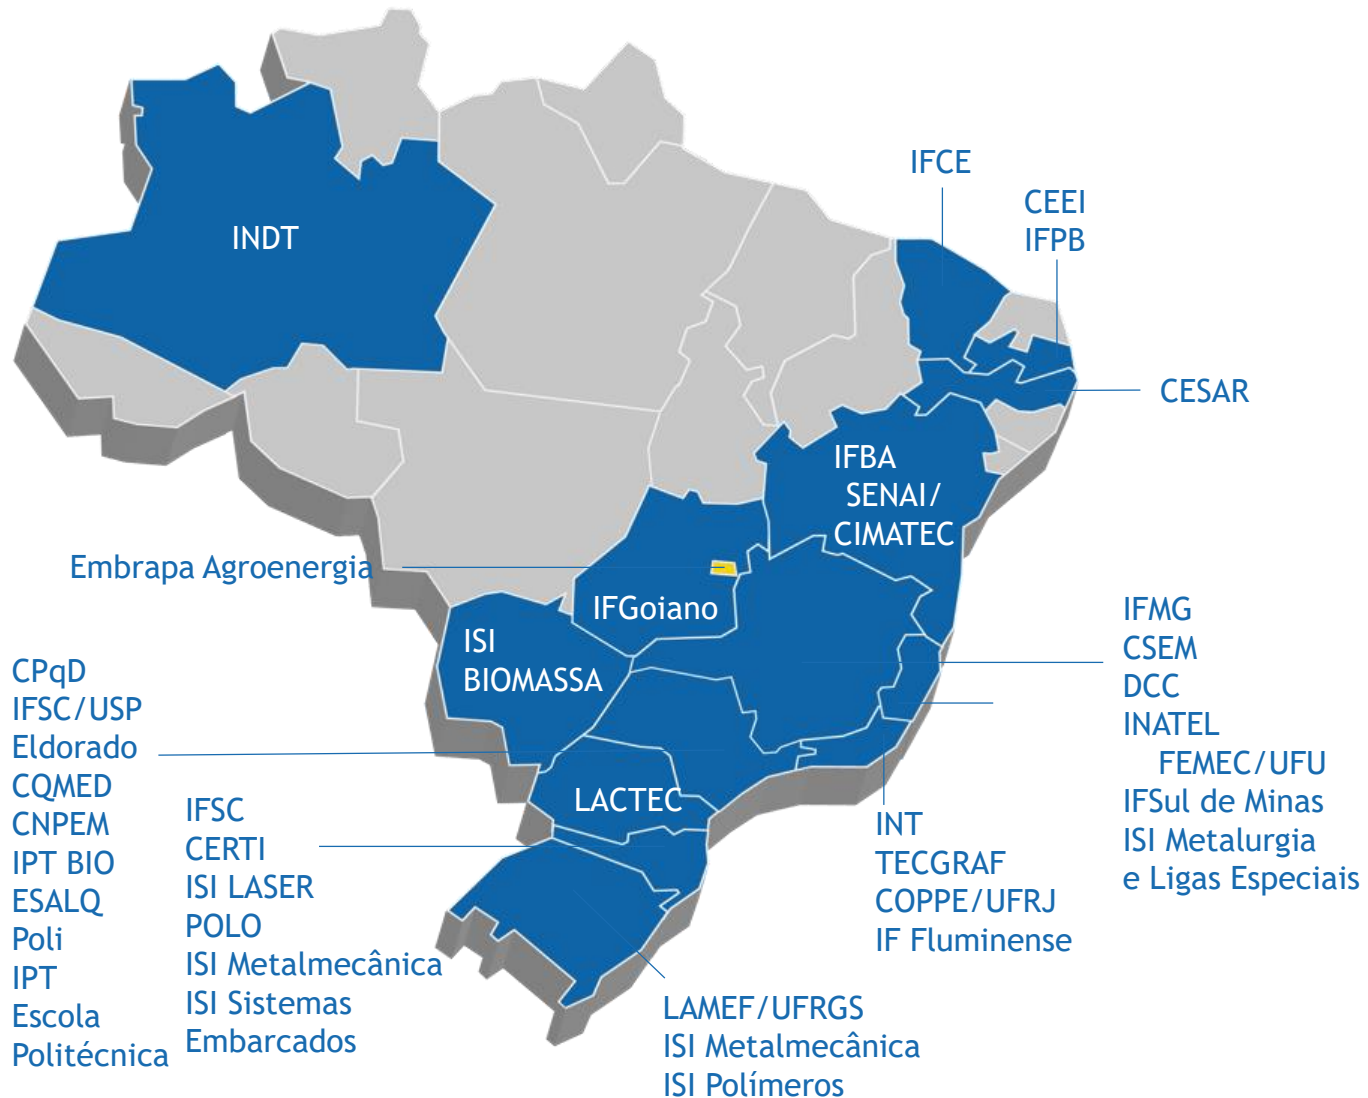 IFCE
CEEI
IFPB
INDT
CESAR
IFBA
SENAI/
CIMATEC
Embrapa Agroenergia
IFGoiano
ISI
BIOMASSA
IFMG
CSEM
DCC
INATEL
FEMEC/UFU
IFSul de Minas
ISI Metalurgia
e Ligas Especiais
CPqD
IFSC/USP
Eldorado
CQMED
CNPEM
IPT BIO
ESALQ
Poli
IPT
Escola
Politécnica
LACTEC
IFSC
CERTI
ISI LASER
POLO
ISI Metalmecânica
ISI Sistemas
Embarcados
INT
TECGRAF
COPPE/UFRJ
IF Fluminense
LAMEF/UFRGS
ISI Metalmecânica
ISI Polímeros